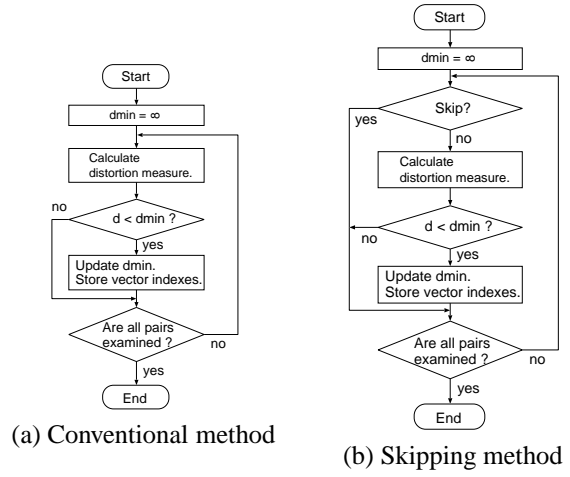 Start
dmin = ∞
Calculate
distortion measure.
no
d < dmin ?
yes
Update dmin.
Store vector indexes.
Are all pairs
examined ?
no
yes
End
(a) Conventional method
Start
dmin = ∞
Skip?
yes
no
Calculate
distortion measure.
d < dmin ?
no
yes
Update dmin.
Store vector indexes.
Are all pairs
examined ?
no
yes
End
(b) Skipping method